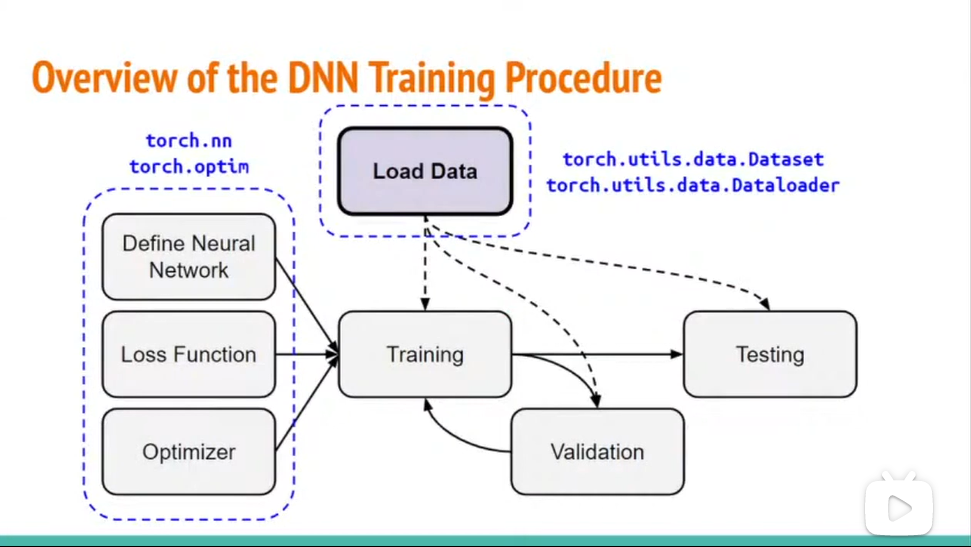 Overview of the DNN Training Procedure
torch.nn
torch.optim
Load Data
torch.utils.data.Dataset
torch.utils.data.Dataloader
Define Neural
Network
Loss Function
Training
Testing
Optimizer
Validation